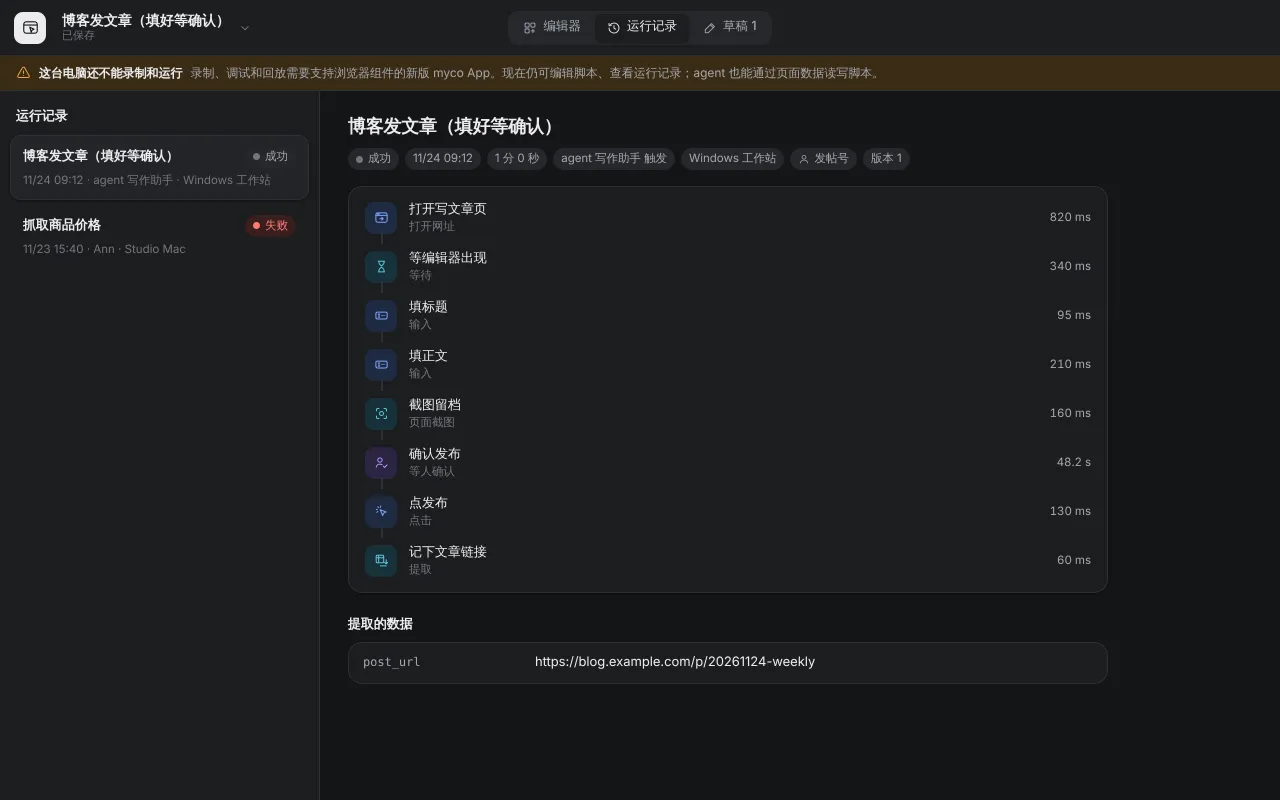 博客发文章（填好等确认）
已保存
编辑器
运行记录
草稿 1
这台电脑还不能录制和运行 录制、调试和回放需要支持浏览器组件的新版 myco App。现在仍可编辑脚本、查看运行记录；agent 也能通过页面数据读写脚本。
运行记录
博客发文章（填好等确认） 成功
11/24 09:12 · agent 写作助手 · Windows 工作站
抓取商品价格 失败
11/23 15:40 · Ann · Studio Mac
博客发文章（填好等确认）
成功 11/24 09:12 1 分 0 秒 agent 写作助手 触发 Windows 工作站 发帖号 版本 1
打开写文章页
打开网址
820 ms
等编辑器出现
等待
340 ms
填标题
输入
95 ms
填正文
输入
210 ms
截图留档
页面截图
160 ms
确认发布
等人确认
48.2 s
点发布
点击
130 ms
记下文章链接
提取
60 ms
提取的数据
post_url https://blog.example.com/p/20261124-weekly